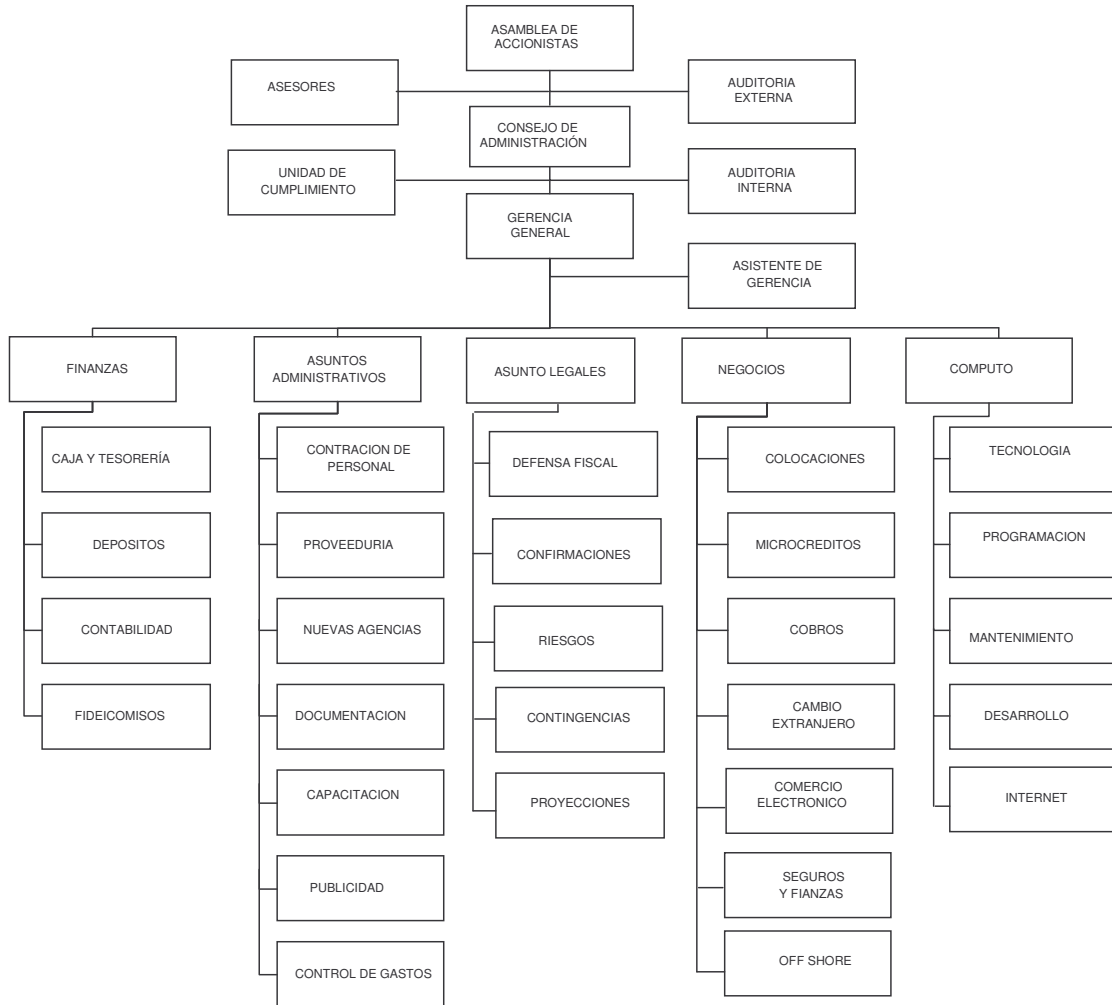 ASAMBLEA DE
ACCIONISTAS
ASESORES
AUDITORIA
EXTERNA
CONSEJO DE
ADMINISTRACIÓN
UNIDAD DE
CUMPLIMIENTO
AUDITORIA
INTERNA
GERENCIA
GENERAL
ASISTENTE DE
GERENCIA
FINANZAS
ASUNTOS
ADMINISTRATIVOS
ASUNTO LEGALES
NEGOCIOS
COMPUTO
CAJA Y TESORERÍA
DEPOSITOS
CONTABILIDAD
FIDEICOMISOS
CONTRACION DE
PERSONAL
PROVEEDURIA
NUEVAS AGENCIAS
DOCUMENTACION
CAPACITACION
PUBLICIDAD
CONTROL DE GASTOS
DEFENSA FISCAL
CONFIRMACIONES
RIESGOS
CONTINGENCIAS
PROYECCIONES
COLOCACIONES
MICROCREDITOS
COBROS
CAMBIO
EXTRANJERO
COMERCIO
ELECTRONICO
SEGUROS
Y FIANZAS
OFF SHORE
TECNOLOGIA
PROGRAMACION
MANTENIMIENTO
DESARROLLO
INTERNET